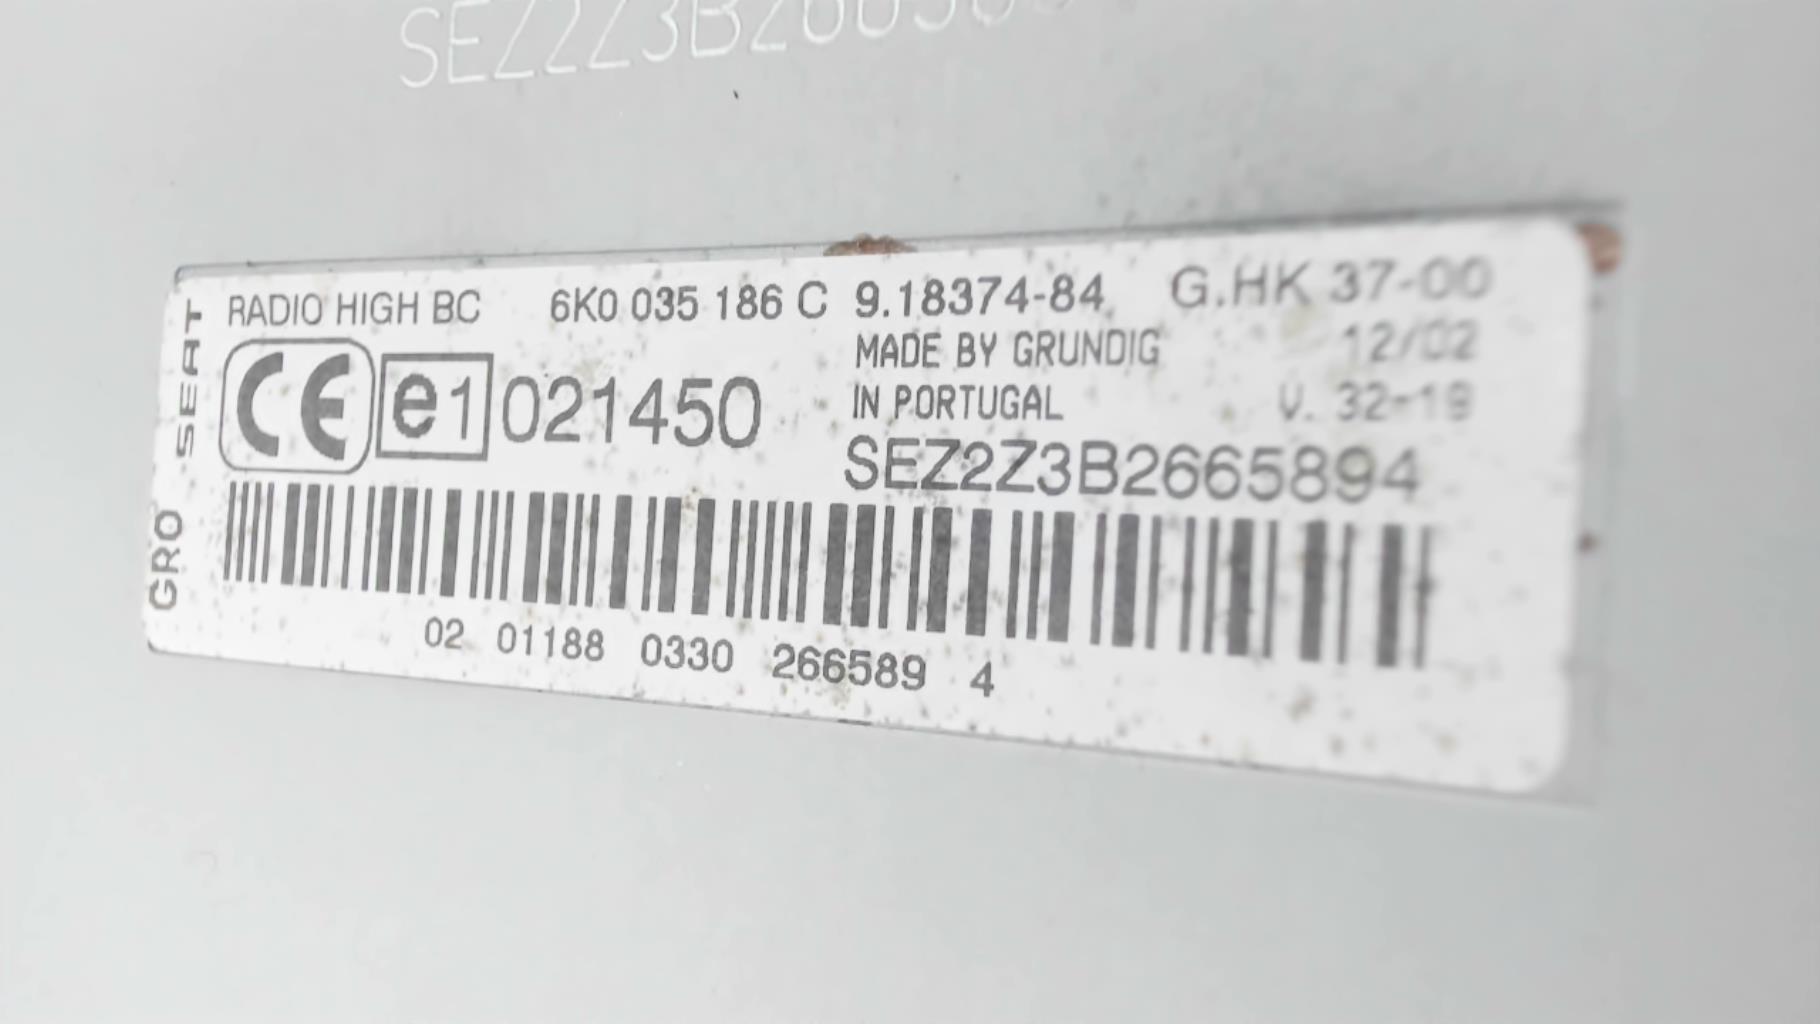 SEZ2Z3B2665
RADIO HIGH BC 6K0 035 186 C 9.18374-84 G.HK 37-00
MADE BY GRUNDIG 12/02
IN PORTUGAL V. 32-19
CE e1 021450
SEZ2Z3B2665894
GRO SEAT
02 01188 0330 266589 4